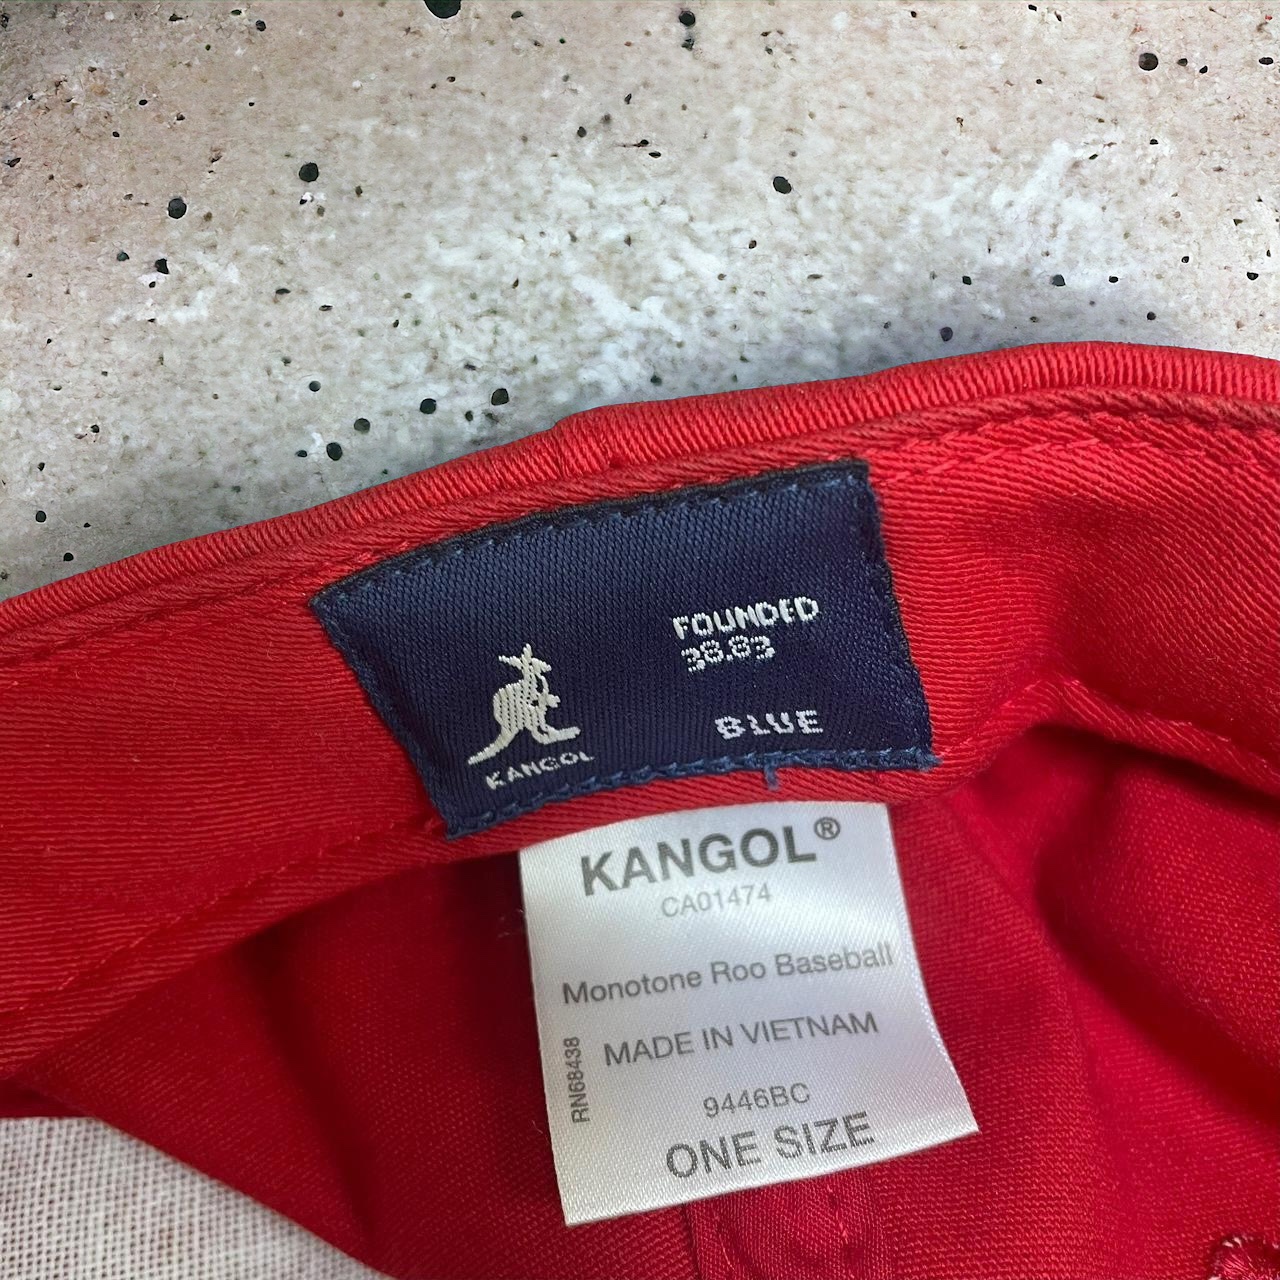 FOUNDED
38.83
BLUE
KANGOL
KANGOL®
CA01474
Monotone Roo Baseball
MADE IN VIETNAM
RN68438
9446BC
ONE SIZE